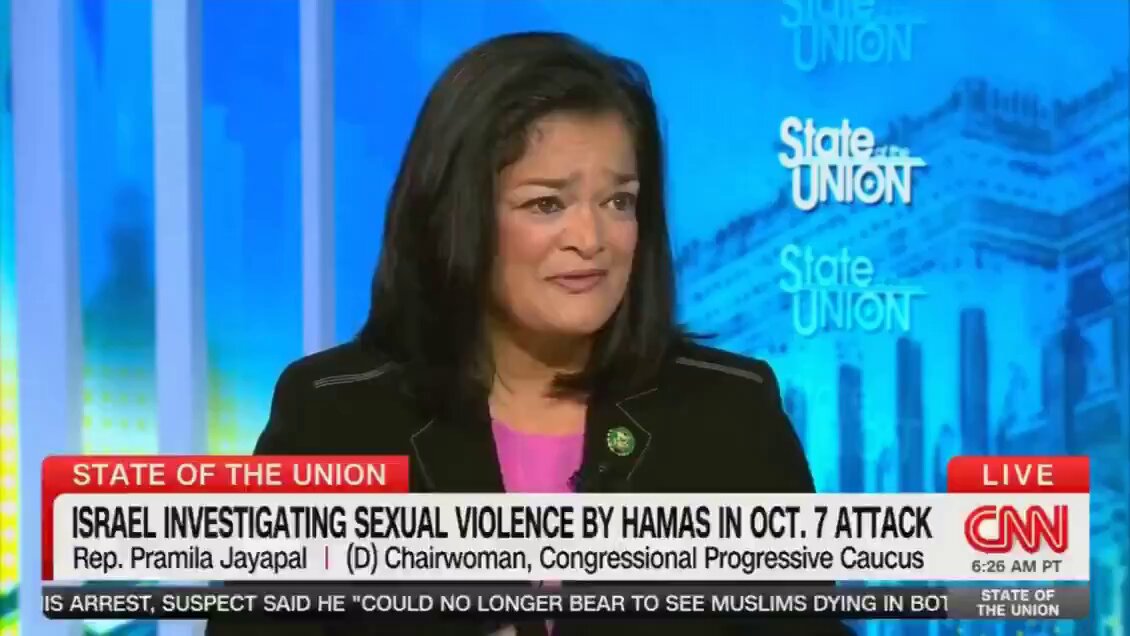 State
UNION
State of the
UNION
State
UNION
STATE OF THE UNION
LIVE
ISRAEL INVESTIGATING SEXUAL VIOLENCE BY HAMAS IN OCT. 7 ATTACK
Rep. Pramila Jayapal | (D) Chairwoman, Congressional Progressive Caucus
CNN
6:26 AM PT
IS ARREST, SUSPECT SAID HE "COULD NO LONGER BEAR TO SEE MUSLIMS DYING IN BOT
STATE OF
THE UNION